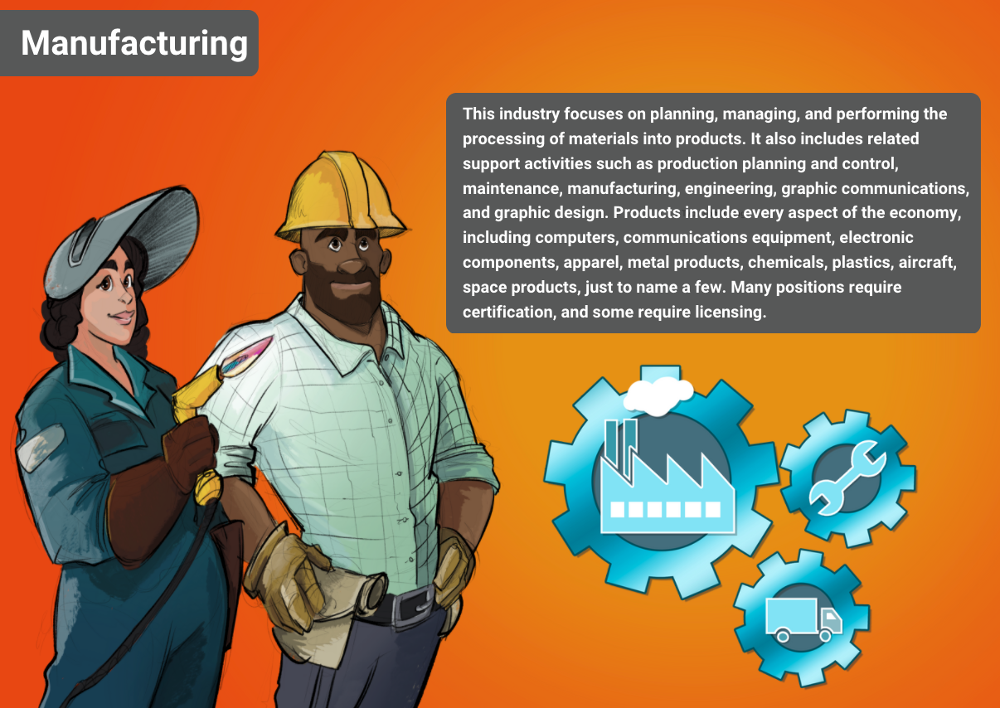 Manufacturing
This industry focuses on planning, managing, and performing the
processing of materials into products. It also includes related
support activities such as production planning and control,
maintenance, manufacturing, engineering, graphic communications,
and graphic design. Products include every aspect of the economy,
including computers, communications equipment, electronic
components, apparel, metal products, chemicals, plastics, aircraft,
space products, just to name a few. Many positions require
certification, and some require licensing.